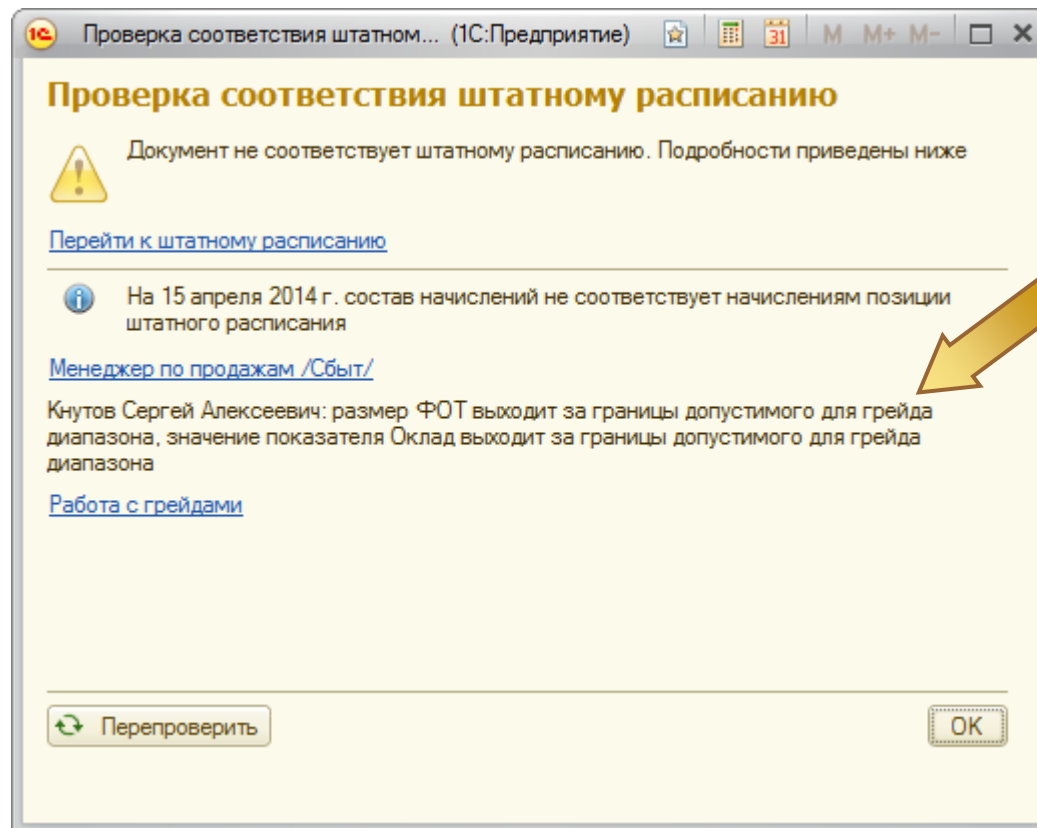 1С Проверка соответствия штатном... (1С:Предприятие) 31 M M+ M-
Проверка соответствия штатному расписанию
Документ не соответствует штатному расписанию. Подробности приведены ниже
Перейти к штатному расписанию
На 15 апреля 2014 г. состав начислений не соответствует начислениям позиции
штатного расписания
Менеджер по продажам /Сбыт/
Кнутов Сергей Алексеевич: размер ФОТ выходит за границы допустимого для грейда
диапазона, значение показателя Оклад выходит за границы допустимого для грейда
диапазона
Работа с грейдами
Перепроверить OK